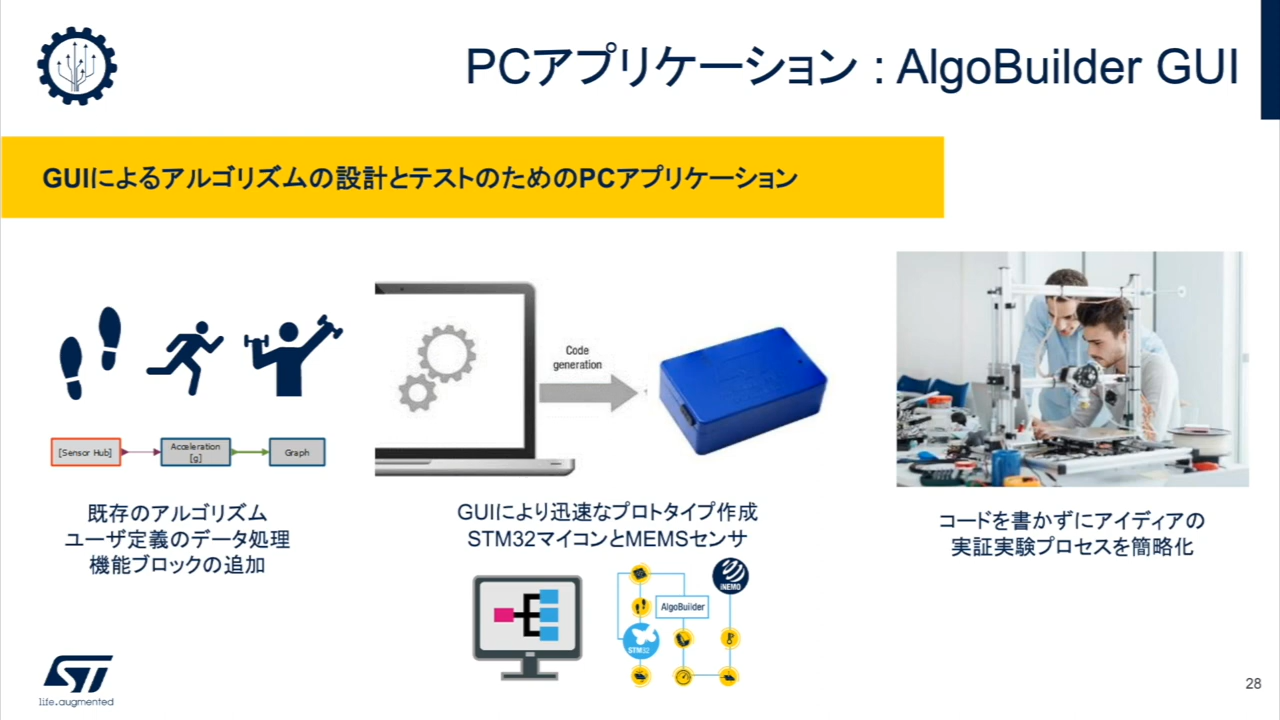 PCアプリケーション : AlgoBuilder GUI
GUIによるアルゴリズムの設計とテストのためのPCアプリケーション
[Sensor Hub]
Acceleration
[g]
Graph
既存のアルゴリズム
ユーザ定義のデータ処理
機能ブロックの追加
Code
generation
GUIにより迅速なプロトタイプ作成
STM32マイコンとMEMSセンサ
iNEMO
AlgoBuilder
STM32
コードを書かずにアイディアの
実証実験プロセスを簡略化
ST
life.augmented
28